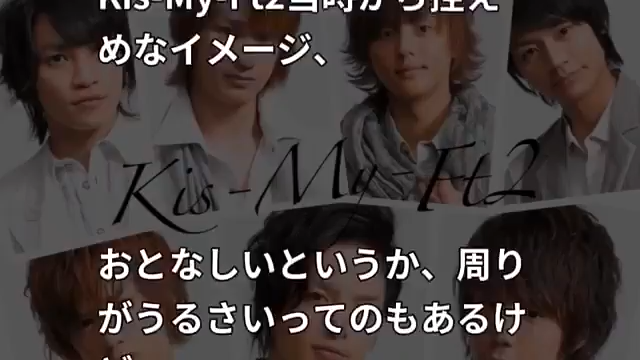 Kis-My-Ft2当時から控え
めなイメージ、
Kis-My-Ft2
おとなしいというか、周り
がうるさいってのもあるけ